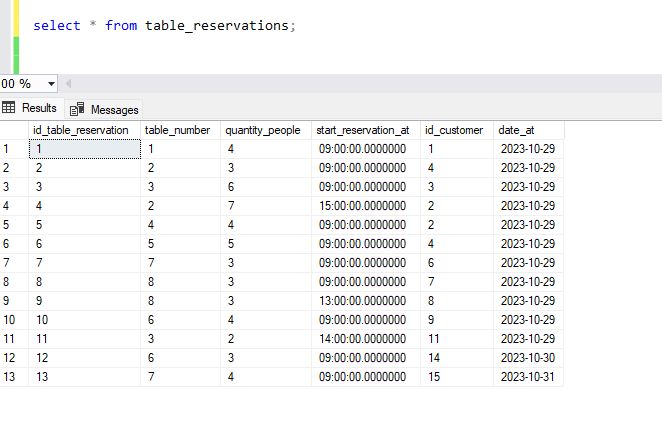 select * from table_reservations;
00 %
Results Messages
id_table_reservation table_number quantity_people start_reservation_at id_customer date_at
1 1 1 4 09:00:00.0000000 1 2023-10-29
2 2 2 3 09:00:00.0000000 2 2023-10-29
3 3 3 6 09:00:00.0000000 3 2023-10-29
4 4 2 7 15:00:00.0000000 2 2023-10-29
5 5 4 4 09:00:00.0000000 2 2023-10-29
6 6 5 5 09:00:00.0000000 4 2023-10-29
7 7 7 3 09:00:00.0000000 6 2023-10-29
8 8 8 3 09:00:00.0000000 7 2023-10-29
9 9 8 3 13:00:00.0000000 8 2023-10-29
10 10 6 4 09:00:00.0000000 9 2023-10-29
11 11 3 2 14:00:00.0000000 11 2023-10-29
12 12 6 3 09:00:00.0000000 14 2023-10-30
13 13 7 4 09:00:00.0000000 15 2023-10-31